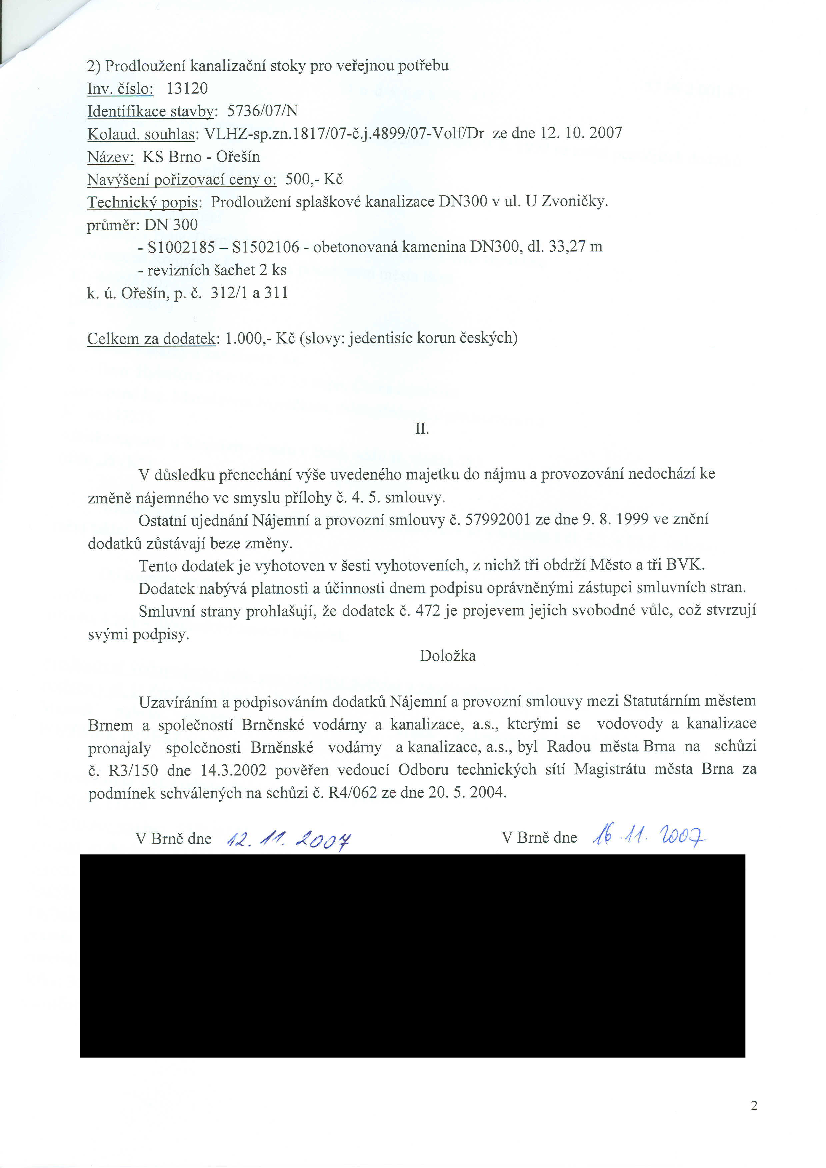 2) Prodloužení kanalizační stoky pro veřejnou potřebu
Inv. číslo: 13120
Identifikace stavby: 5736/07/N
Kolaud. souhlas: VLHZ-sp.zn.1817/07-č.j.4899/07-Volf/Dr ze dne 12. 10. 2007
Název: KS Brno - Ořešín
Navýšení pořizovací ceny o: 500,- Kč
Technický popis: Prodloužení splaškové kanalizace DN300 v ul. U Zvoničky.
průměr: DN 300
- S1002185 – S1502106 - obetonovaná kamenina DN300, dl. 33,27 m
- revizních šachet 2 ks
k. ú. Ořešín, p. č. 312/1 a 311
Celkem za dodatek: 1.000,- Kč (slovy: jedentisíc korun českých)
II.
V důsledku přenechání výše uvedeného majetku do nájmu a provozování nedochází ke
změně nájemného ve smyslu přílohy č. 4. 5. smlouvy.
Ostatní ujednání Nájemní a provozní smlouvy č. 57992001 ze dne 9. 8. 1999 ve znění
dodatků zůstávají beze změny.
Tento dodatek je vyhotoven v šesti vyhotoveních, z nichž tři obdrží Město a tři BVK.
Dodatek nabývá platnosti a účinnosti dnem podpisu oprávněnými zástupci smluvních stran.
Smluvní strany prohlašují, že dodatek č. 472 je projevem jejich svobodné vůle, což stvrzují
svými podpisy.
Doložka
Uzavíráním a podpisováním dodatků Nájemní a provozní smlouvy mezi Statutárním městem
Brnem a společností Brněnské vodárny a kanalizace, a.s., kterými se vodovody a kanalizace
pronajaly společnosti Brněnské vodárny a kanalizace, a.s., byl Radou města Brna na schůzi
č. R3/150 dne 14.3.2002 pověřen vedoucí Odboru technických sítí Magistrátu města Brna za
podmínek schválených na schůzi č. R4/062 ze dne 20. 5. 2004.
V Brně dne 12. 11. 2007 V Brně dne 16 11. 2007
2